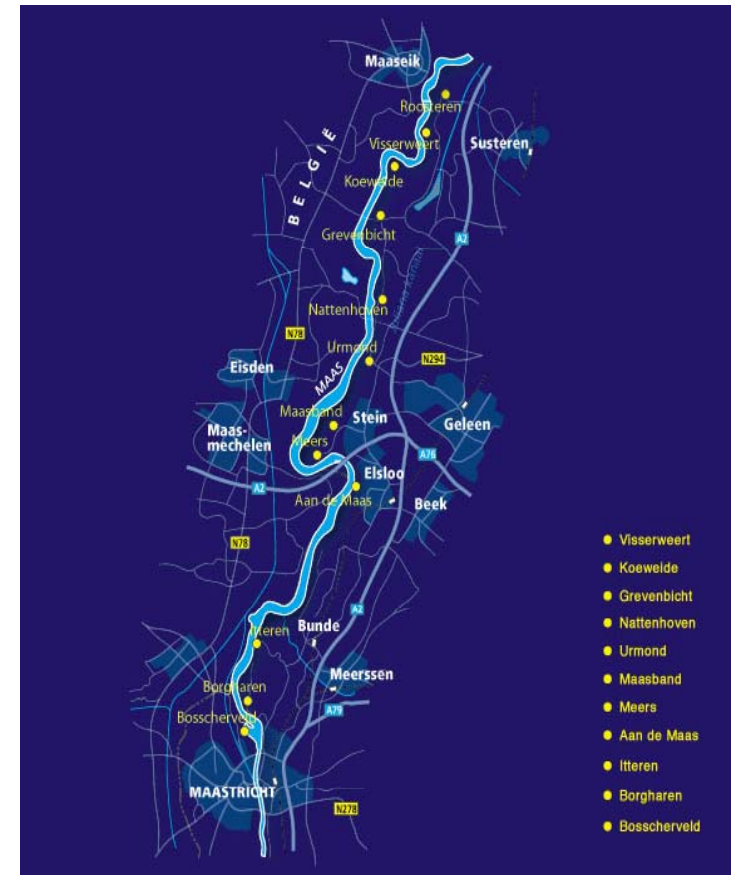 Maaseik
Roosteren
Visserweert
Susteren
BELGIË
Koeweide
Grevenbicht
A2
Nattenhoven
N78
Urmond
N294
Eisden
MAAS
Maasband
Stein
Geleen
Maas-
mechelen
Meers
A76
Elsloo
A2
Aan de Maas
Beek
N78
A2
Bunde
Itteren
Meerssen
Borgharen
A79
Bosscherveld
MAASTRICHT
N278
Visserweert
Koeweide
Grevenbicht
Nattenhoven
Urmond
Maasband
Meers
Aan de Maas
Itteren
Borgharen
Bosscherveld